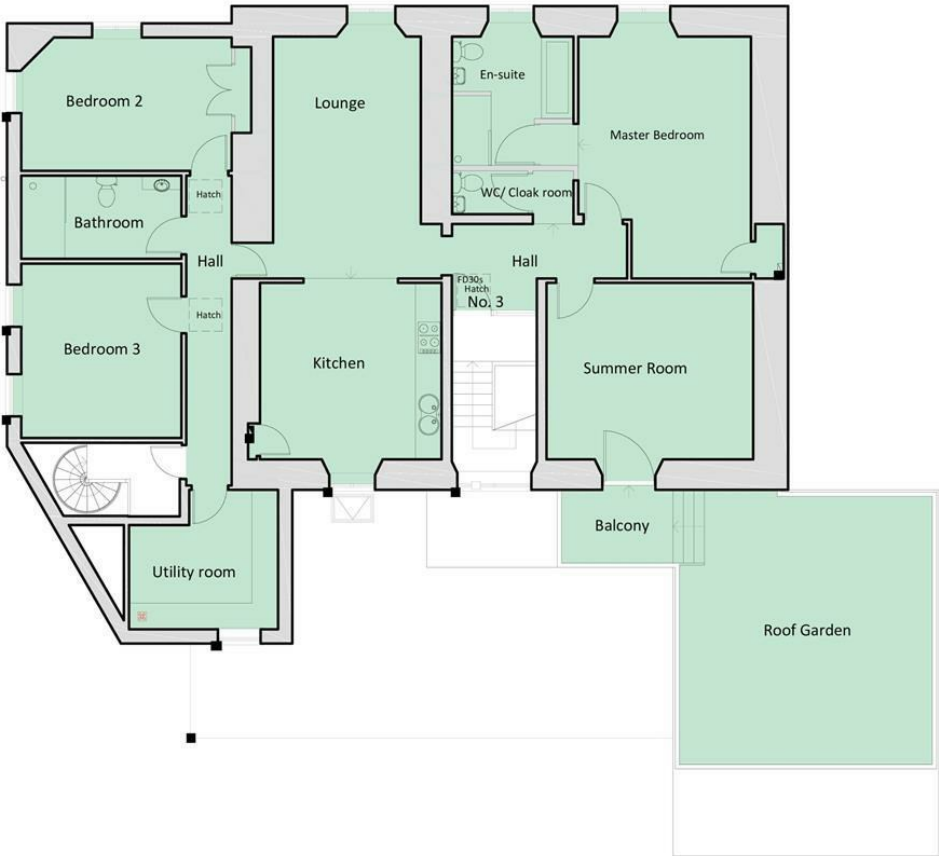 Bedroom 2
Lounge
En-suite
Master Bedroom
Hatch
WC/ Cloak room
Bathroom
Hall
Hall
FD30s
Hatch
No. 3
Hatch
Bedroom 3
Kitchen
Summer Room
Balcony
Utility room
Roof Garden